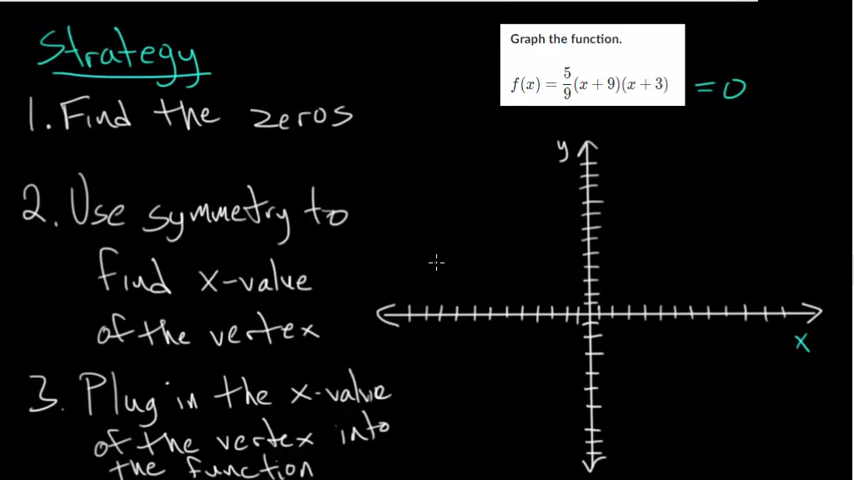 Strategy
1. Find the zeros
2. Use symmetry to
find x-value
of the vertex
3. Plug in the x-value
of the vertex into
the function
Graph the function.
f(x) = 5/9(x + 9)(x + 3) = 0
y
x